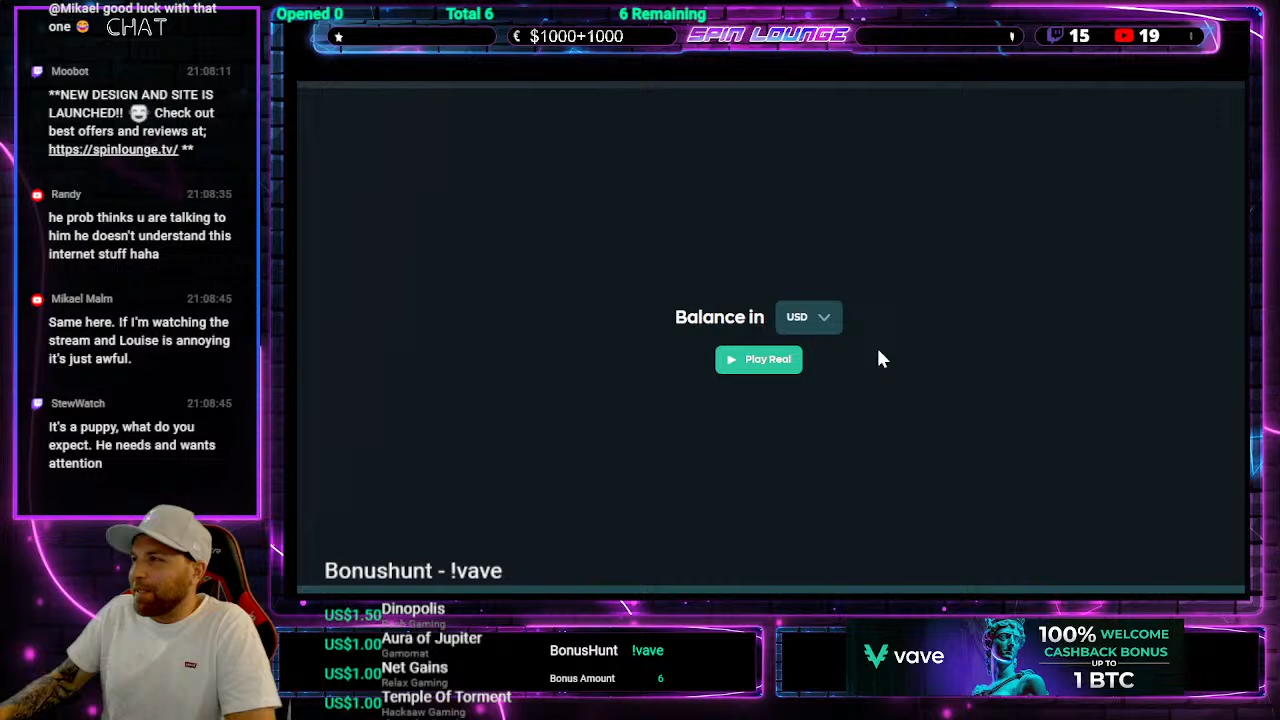 Opened 0 Total 6 6 Remaining
$1000+1000 SPIN LOUNGE 15 19
@Mikael good luck with that
one
CHAT
Moobot 21:08:11
**NEW DESIGN AND SITE IS
LAUNCHED!! Check out
best offers and reviews at;
https://spinlounge.tv/ **
Randy 21:08:35
he prob thinks u are talking to
him he doesn't understand this
internet stuff haha
Mikael Malm 21:08:45
Same here. If I'm watching the
stream and Louise is annoying
it's just awful.
StewWatch 21:08:45
It's a puppy, what do you
expect. He needs and wants
attention
Balance in USD
Play Real
Bonushunt - !vave
US$1.50 Dinopolis
US$1.00 Aura of Jupiter
Gamomat
US$1.00 Net Gains
Relax Gaming
US$1.00 Temple Of Torment
Hacksaw Gaming
BonusHunt !vave
Bonus Amount 6
vave
100% WELCOME
CASHBACK BONUS
UP TO
1 BTC